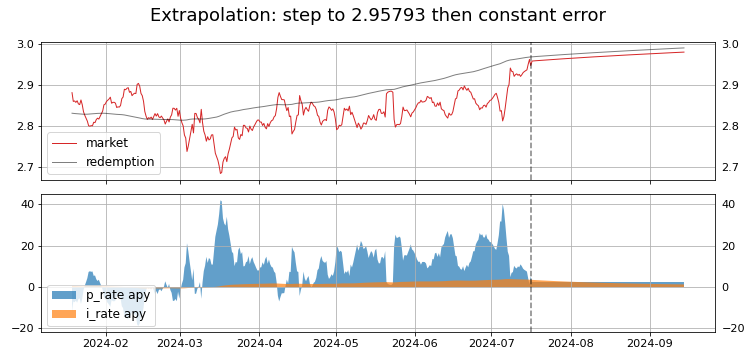 Extrapolation: step to 2.95793 then constant error
3.0 3.0
2.9 2.9
2.8 2.8
2.7 2.7
market
redemption
40 40
20 20
0 0
−20 −20
p_rate apy
i_rate apy
2024-02 2024-03 2024-04 2024-05 2024-06 2024-07 2024-08 2024-09